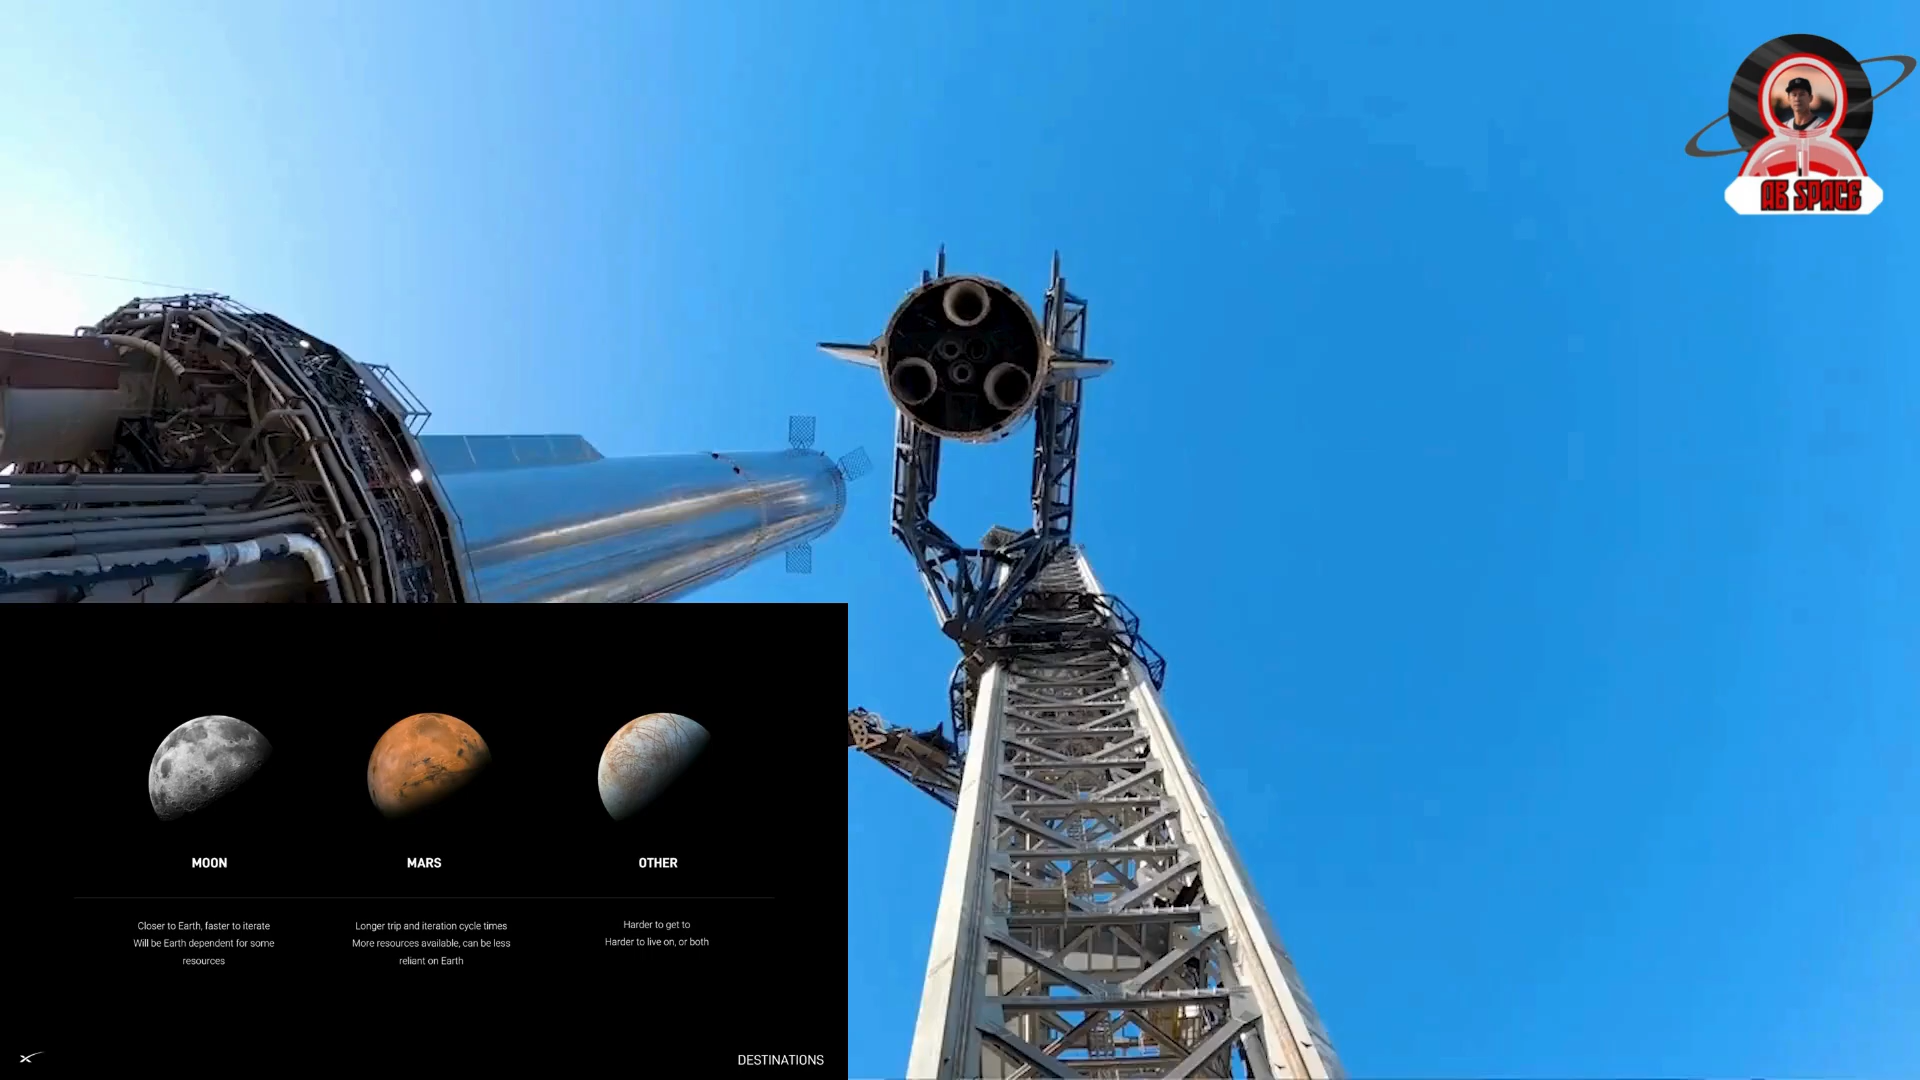 AB SPACE
MOON
MARS
OTHER
Closer to Earth, faster to iterate
Will be Earth dependent for some
resources
Longer trip and iteration cycle times
More resources available, can be less
reliant on Earth
Harder to get to
Harder to live on, or both
DESTINATIONS